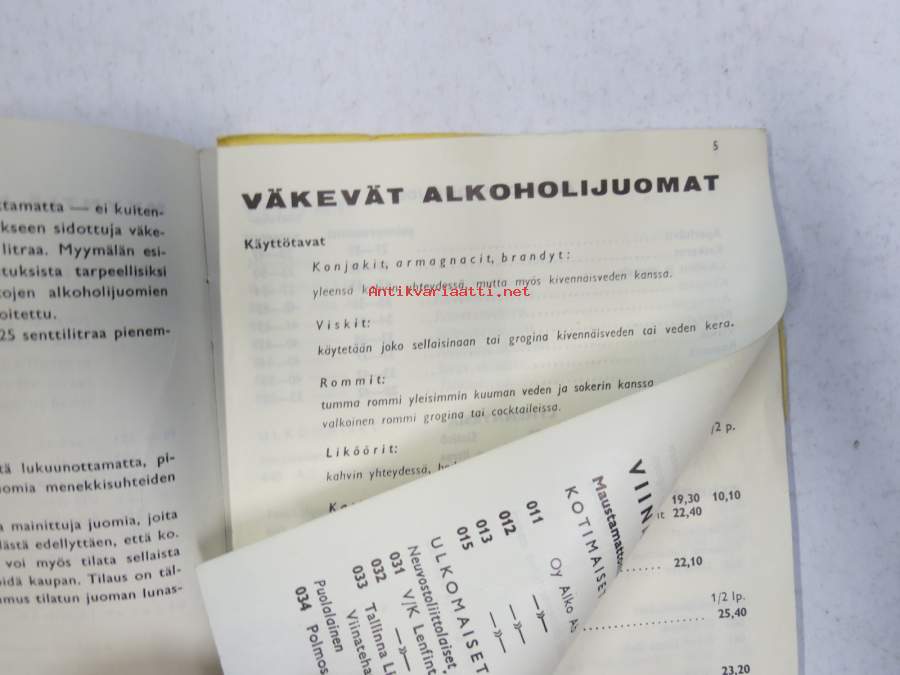 ttamatta — ei kuiten-
kseen sidottuja väke-
litraa. Myymälän esi-
tuksista tarpeellisiksi
tojen alkoholijuomien
oitettu.
25 senttilitraa pienem-
tä lukuunottamatta, pi-
omia menekkisuhteiden
a mainittuja juomia, joita
lästä edellyttäen, että ko.
voi myös tilata sellaista
oidä kaupan. Tilaus on täl-
mus tilatun juoman lunas-
5
VÄKEVÄT ALKOHOLIJUOMAT
Käyttötavat
Konjakit, armagnacit, brandyt:
yleensä kahvin yhteydessä, mutta myös kivennäisveden kanssa.
Antikvariaatti.net
Viskit:
käytetään joko sellaisinaan tai grogina kivennäisveden tai veden kera.
Rommit:
tumma rommi yleisimmin kuuman veden ja sokerin kanssa
valkoinen rommi grogina tai cocktaileissa.
Liköörit:
kahvin yhteydessä,
/2 p.
19,30 10,10
22,40
22,10
1/2 lp.
25,40
23,20
VIIN
Maustamattom
KOTIMAISET
011 Oy Alko Ab
012 —»—
013 —»—
015 —»—
ULKOMAISET
Neuvostoliittolaiset,
031 V/K Lenfint
032 —»—
033 Tallinna Li
Viinateha
Puolalainen
034 Polmos